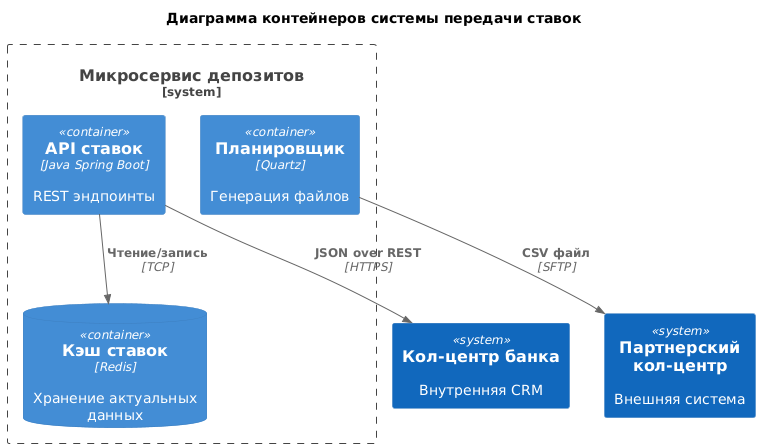 Диаграмма контейнеров системы передачи ставок
Микросервис депозитов
[system]
«container»
API ставок
[Java Spring Boot]
REST эндпоинты
«container»
Планировщик
[Quartz]
Генерация файлов
Чтение/запись
[TCP]
JSON over REST
[HTTPS]
CSV файл
[SFTP]
«container»
Кэш ставок
[Redis]
Хранение актуальных
данных
«system»
Кол-центр банка
Внутренняя CRM
«system»
Партнерский
кол-центр
Внешняя система